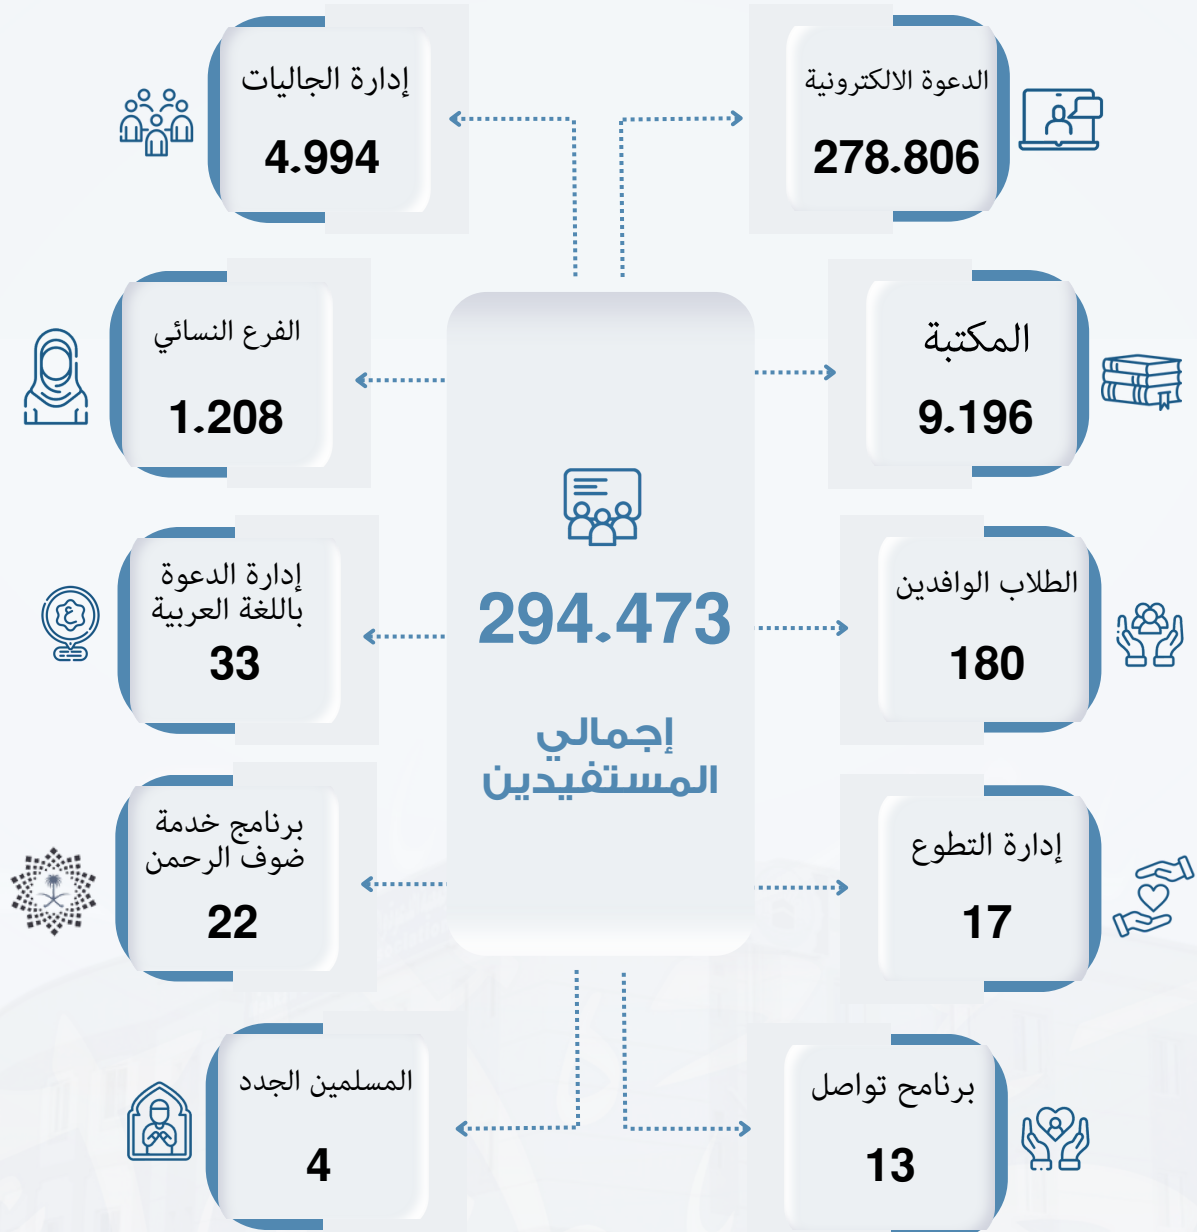 الدعوة الالكترونية
278.806
إدارة الجاليات
4.994
المكتبة
9.196
الفرع النسائي
1.208
294.473
إجمالي
المستفيدين
الطلاب الوافدين
180
إدارة الدعوة
باللغة العربية
33
إدارة التطوع
17
برنامج خدمة
ضوف الرحمن
22
برنامح تواصل
13
المسلمين الجدد
4